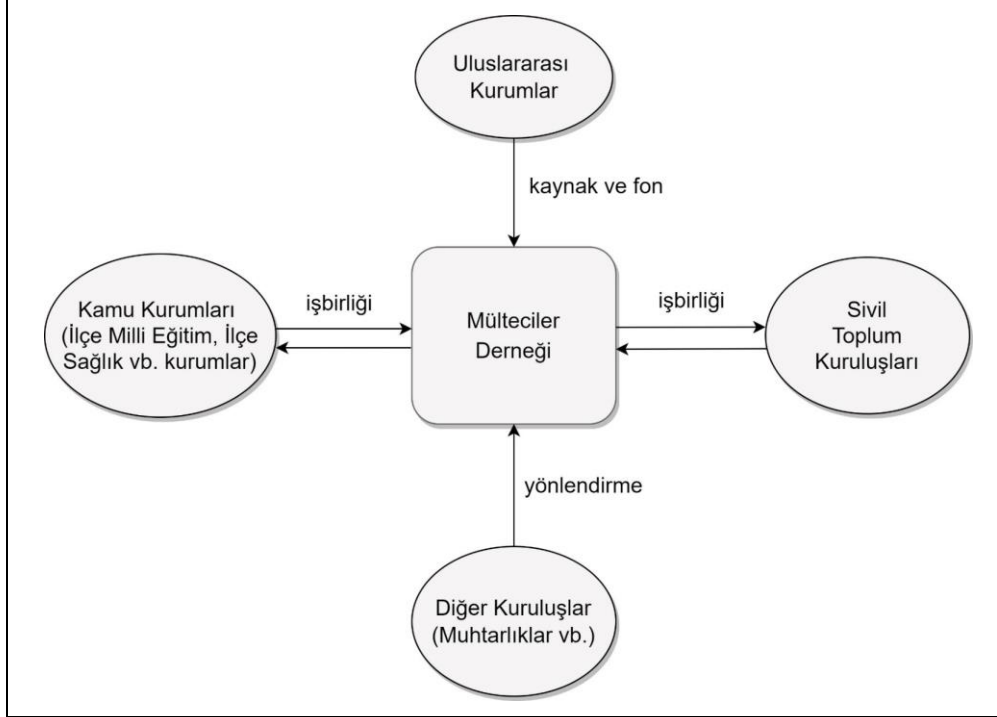 Uluslararası
Kurumlar
kaynak ve fon
Kamu Kurumları
(İlçe Milli Eğitim, İlçe
Sağlık vb. kurumlar)
işbirliği
Mülteciler
Derneği
işbirliği
Sivil
Toplum
Kuruluşları
yönlendirme
Diğer Kuruluşlar
(Muhtarlıklar vb.)